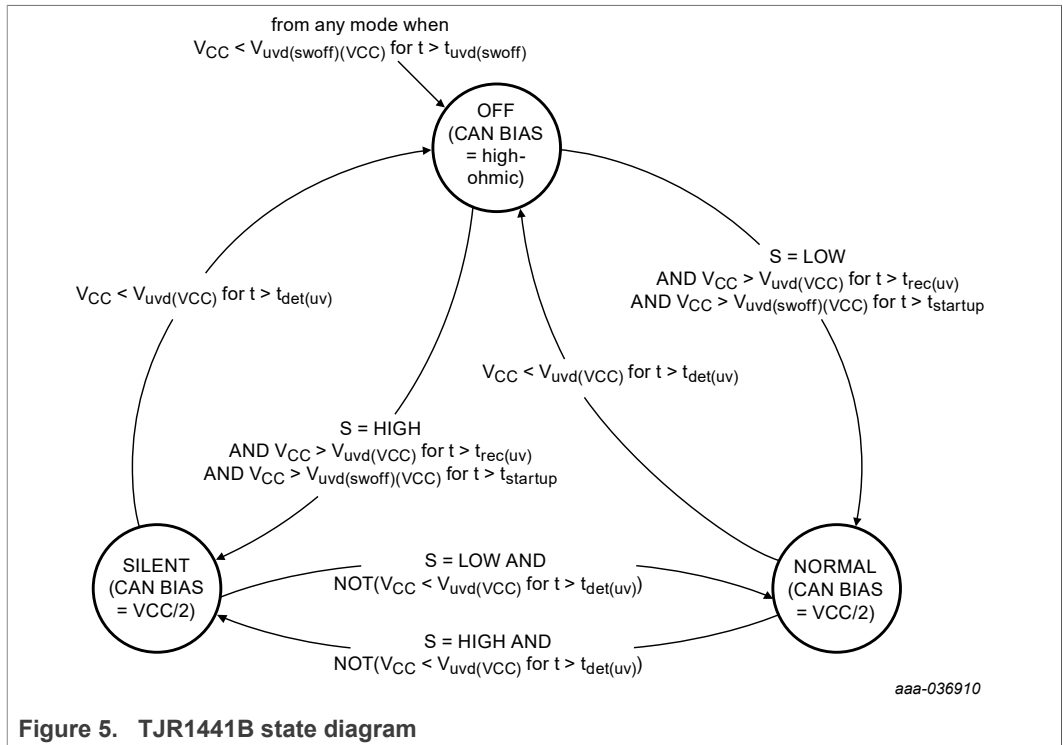 from any mode when
VCC < Vuvd(swoff)(VCC) for t > tuvd(swoff)
OFF
(CAN BIAS
= high-
ohmic)
S = LOW
AND VCC > Vuvd(VCC) for t > trec(uv)
AND VCC > Vuvd(swoff)(VCC) for t > tstartup
VCC < Vuvd(VCC) for t > tdet(uv)
VCC < Vuvd(VCC) for t > tdet(uv)
S = HIGH
AND VCC > Vuvd(VCC) for t > trec(uv)
AND VCC > Vuvd(swoff)(VCC) for t > tstartup
SILENT
(CAN BIAS
= VCC/2)
S = LOW AND
NOT(VCC < Vuvd(VCC) for t > tdet(uv))
NORMAL
(CAN BIAS
= VCC/2)
S = HIGH AND
NOT(VCC < Vuvd(VCC) for t > tdet(uv))
aaa-036910
Figure 5. TJR1441B state diagram